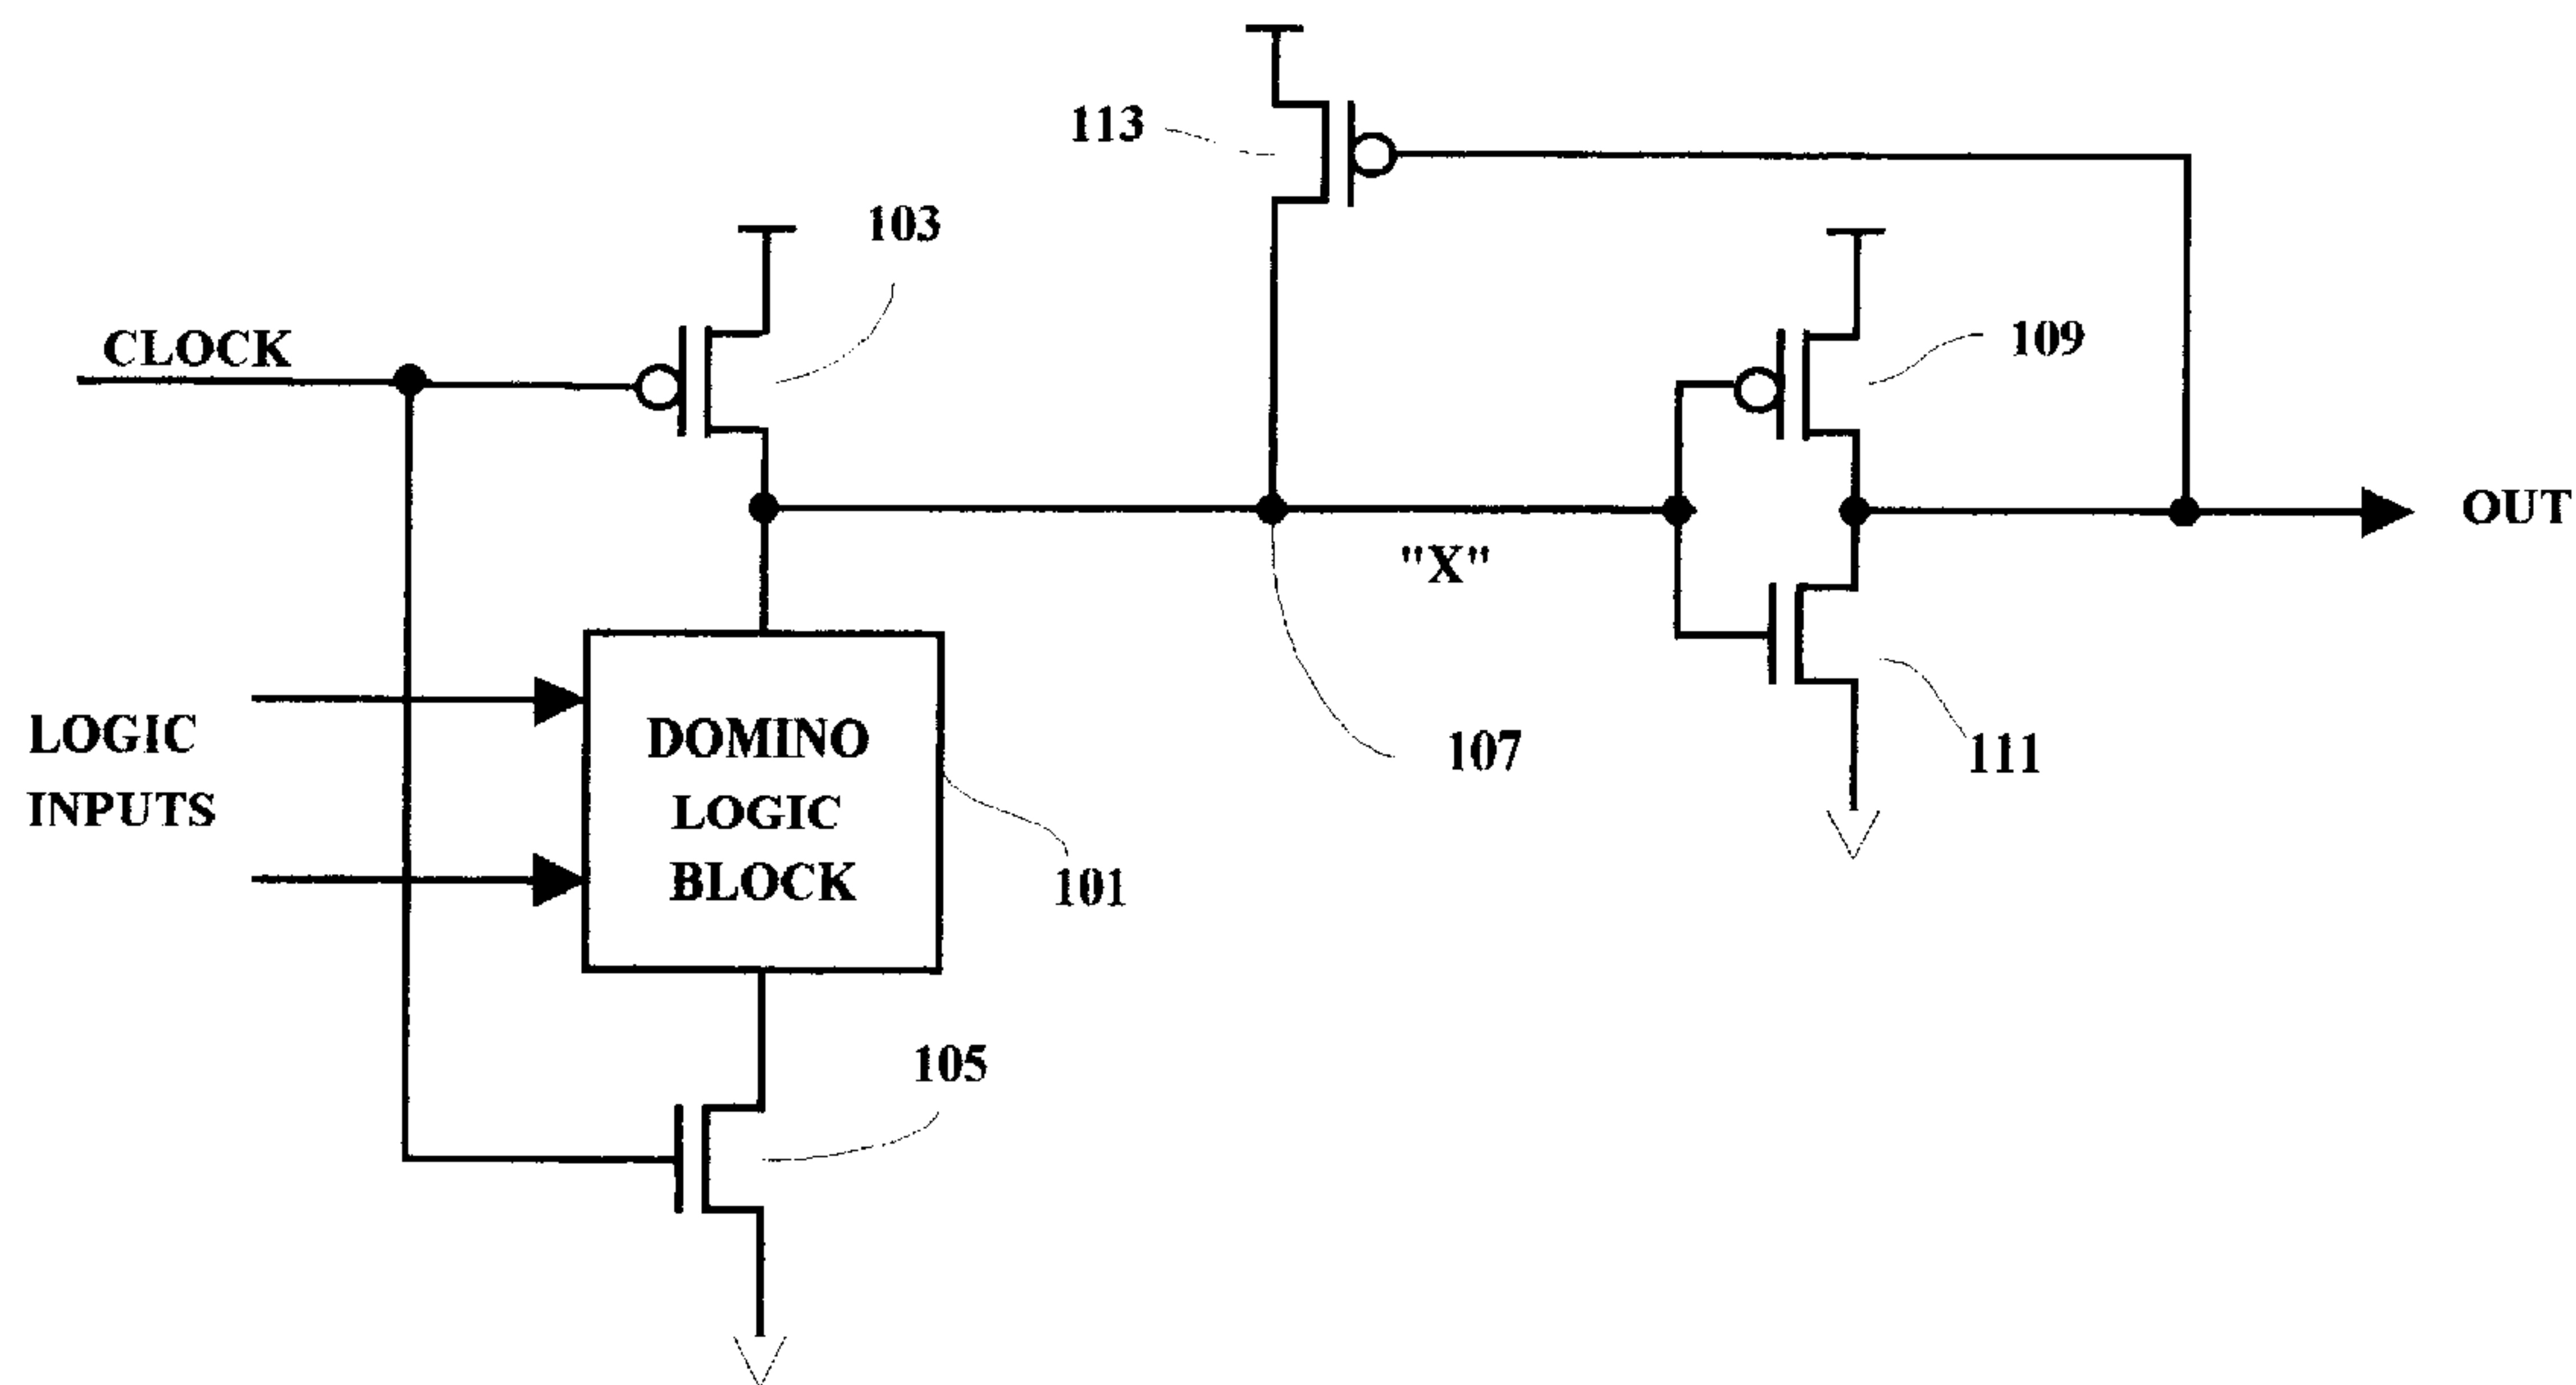 113
103
CLOCK
109
OUT
"X"
LOGIC
INPUTS
DOMINO
LOGIC
BLOCK
107
111
101
105